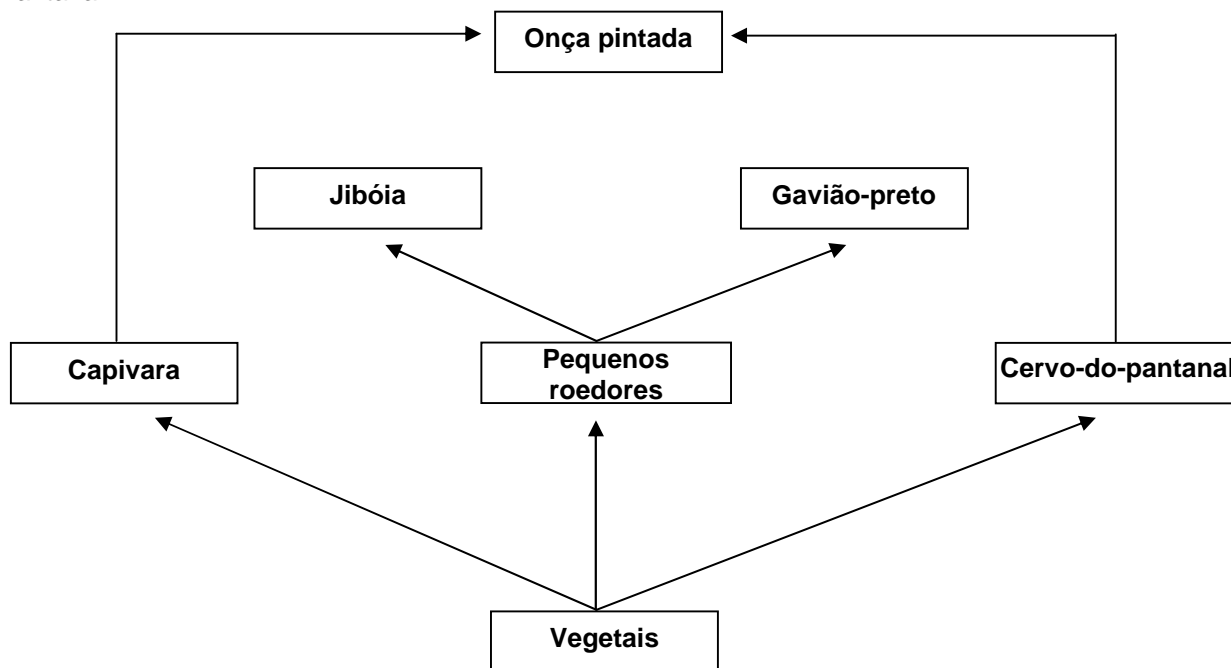 Onça pintada
Jibóia
Gavião-preto
Capivara
Pequenos
roedores
Cervo-do-pantanal
Vegetais